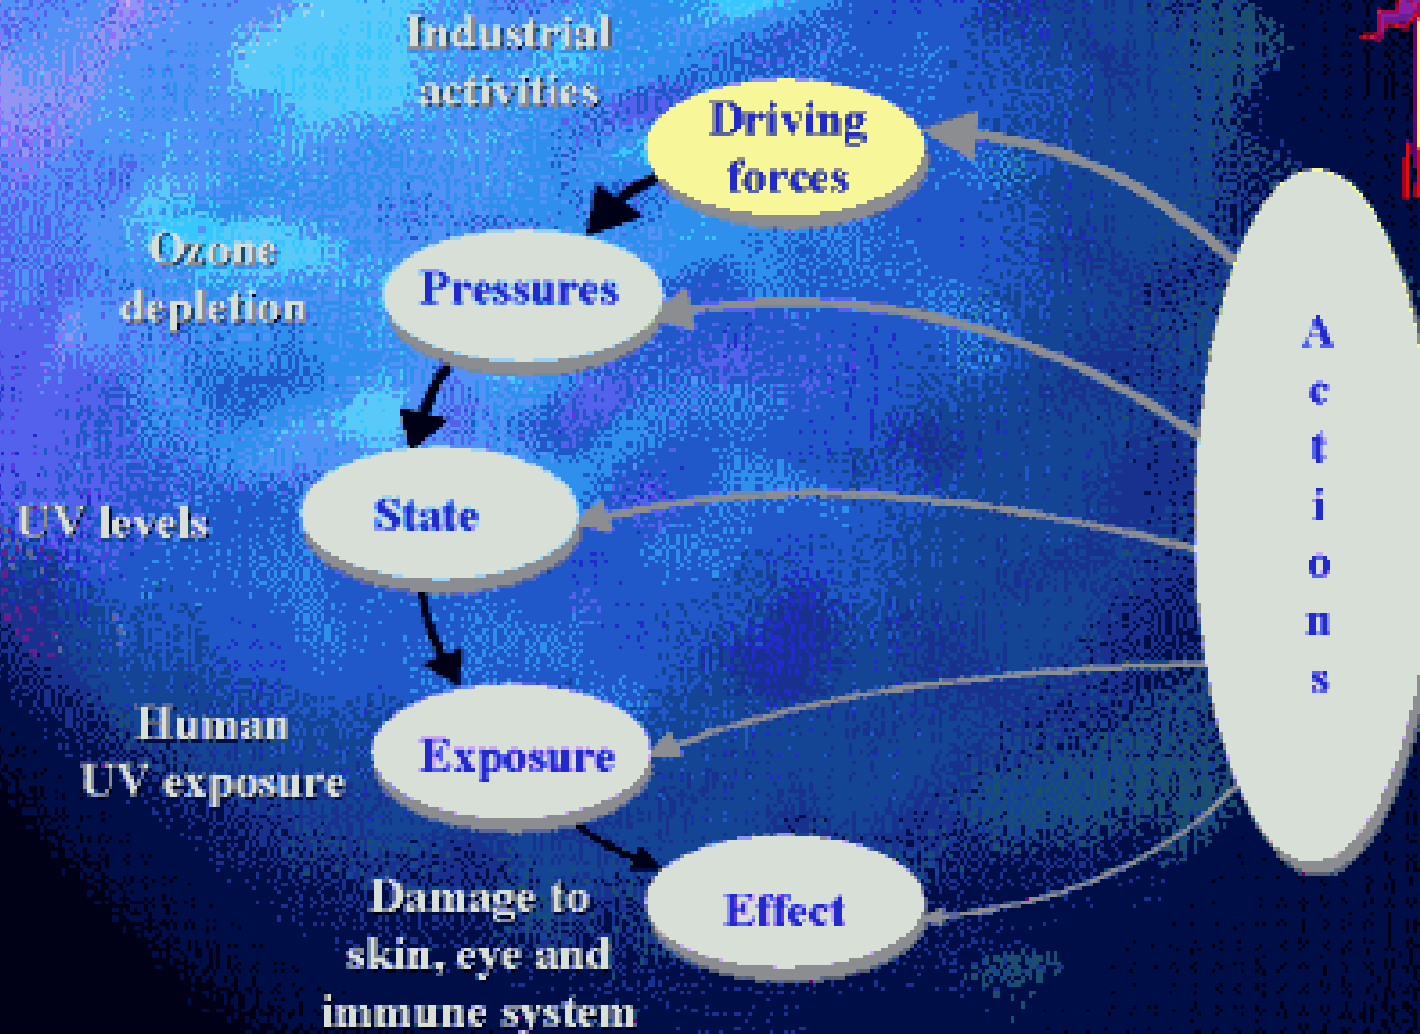 Industrial
activities
Driving
forces
Ozone
depletion
Pressures
UV levels
State
Human
UV exposure
Exposure
Damage to
skin, eye and
immune system
Effect
A
c
t
i
o
n
s